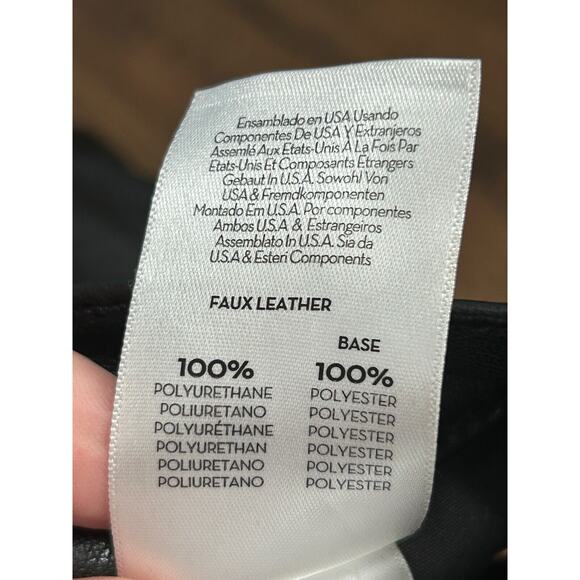 Ensamblado en USA Usando
Componentes De USA Y Extranjeros
Assemlé Aux Etats-Unis À La Fois Par
Etats-Unis Et Composants Etrangers
Gebaut In U.S.A. Sowohl Von
USA & Fremdkomponenten
Montado Em U.S.A. Por componentes
Ambos U.S.A & Estrangeiros
Assemblato In U.S.A. Sia da
U.S.A & Esteri Components
FAUX LEATHER
BASE
100% 100%
POLYURETHANE POLYESTER
POLIURETANO POLYESTER
POLYURÉTHANE POLYESTER
POLYURETHAN POLYESTER
POLIURETANO POLYESTER
POLIURETANO POLYESTER